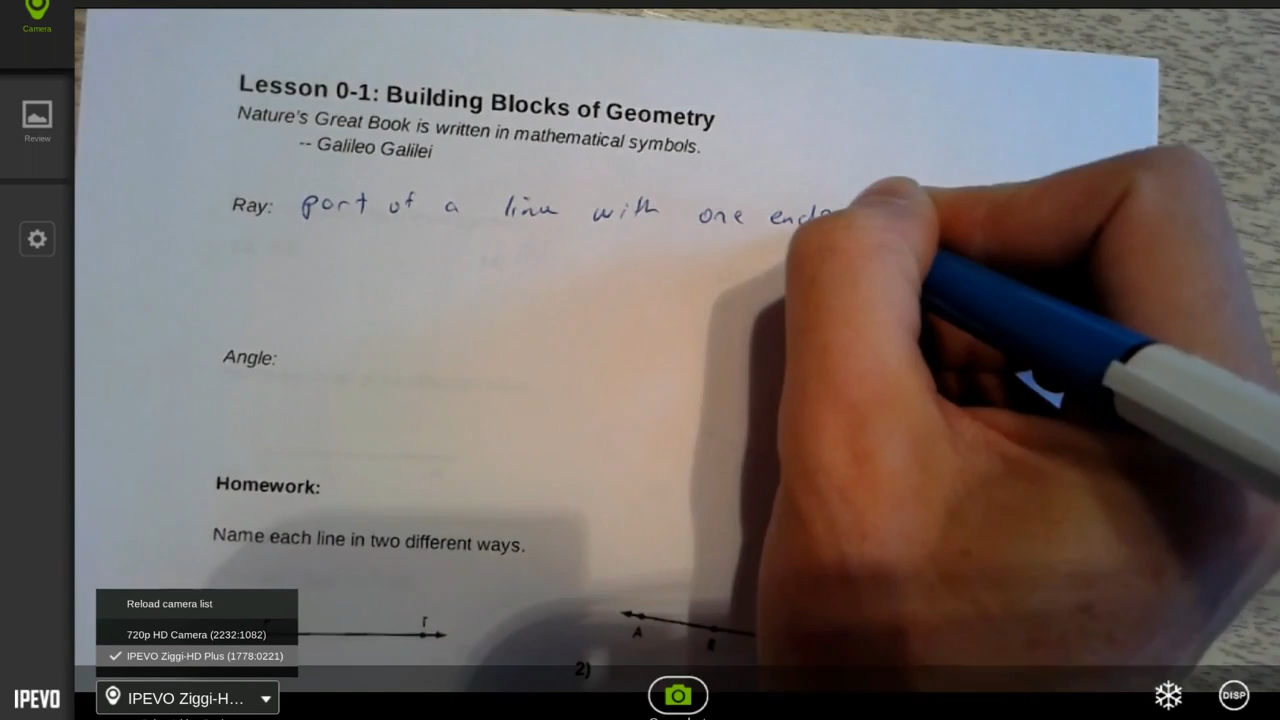 Camera
Lesson 0-1: Building Blocks of Geometry
Nature's Great Book is written in mathematical symbols.
-- Galileo Galilei
Review
Ray: part of a line with one endp
Angle:
Homework:
Name each line in two different ways.
Reload camera list
720p HD Camera (2232:1082)
IPEVO Ziggi-HD Plus (1778:0221)
A
B
2)
IPEVO
IPEVO Ziggi-H...
DISP